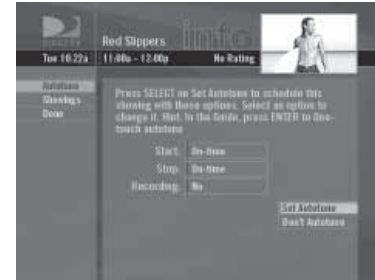 DIRECTV
info
Red Slippers
Tue 10:22a 11:00a - 12:00p No Rating
Autotune
Showings
Done
Press SELECT on Set Autotune to schedule this
showing with these options. Select an option to
change it. Hint. In the Guide, press ENTER to One-
touch autotune
Start: On-time
Stop: On-time
Recording: No
Set Autotune
Don't Autotune